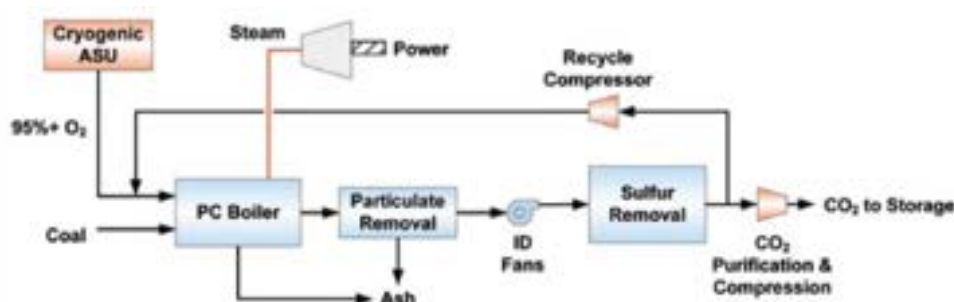 Cryogenic
ASU
Steam
Power
Recycle
Compressor
95%+ O₂
PC Boiler
Particulate
Removal
Sulfur
Removal
CO₂ to Storage
Coal
ID
Fans
CO₂
Purification &
Compression
Ash